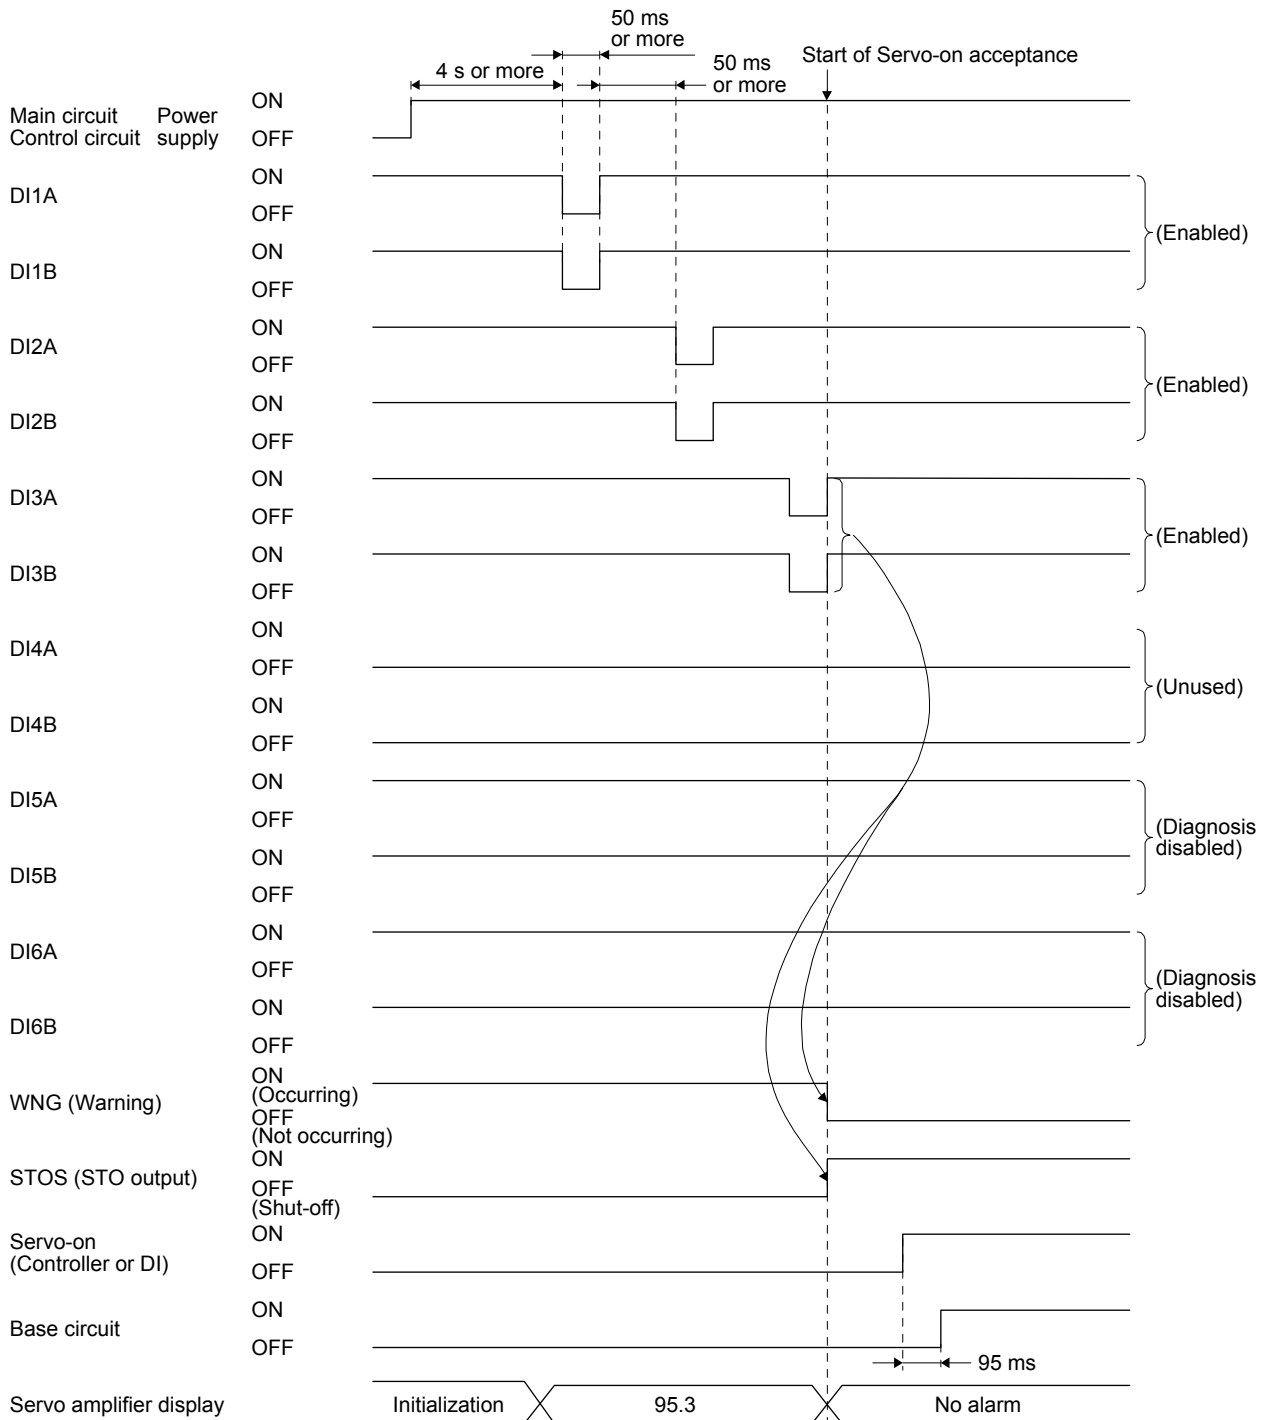 50 ms
or more
Start of Servo-on acceptance
4 s or more
50 ms
or more
Main circuit Power
Control circuit supply
ON
OFF
DI1A
ON
OFF
(Enabled)
DI1B
ON
OFF
DI2A
ON
OFF
(Enabled)
DI2B
ON
OFF
DI3A
ON
OFF
(Enabled)
DI3B
ON
OFF
DI4A
ON
OFF
(Unused)
DI4B
ON
OFF
DI5A
ON
OFF
(Diagnosis
disabled)
DI5B
ON
OFF
DI6A
ON
OFF
(Diagnosis
disabled)
DI6B
ON
OFF
WNG (Warning)
ON
(Occurring)
OFF
(Not occurring)
STOS (STO output)
ON
OFF
(Shut-off)
Servo-on
(Controller or DI)
ON
OFF
Base circuit
ON
OFF
95 ms
Servo amplifier display
Initialization
95.3
No alarm